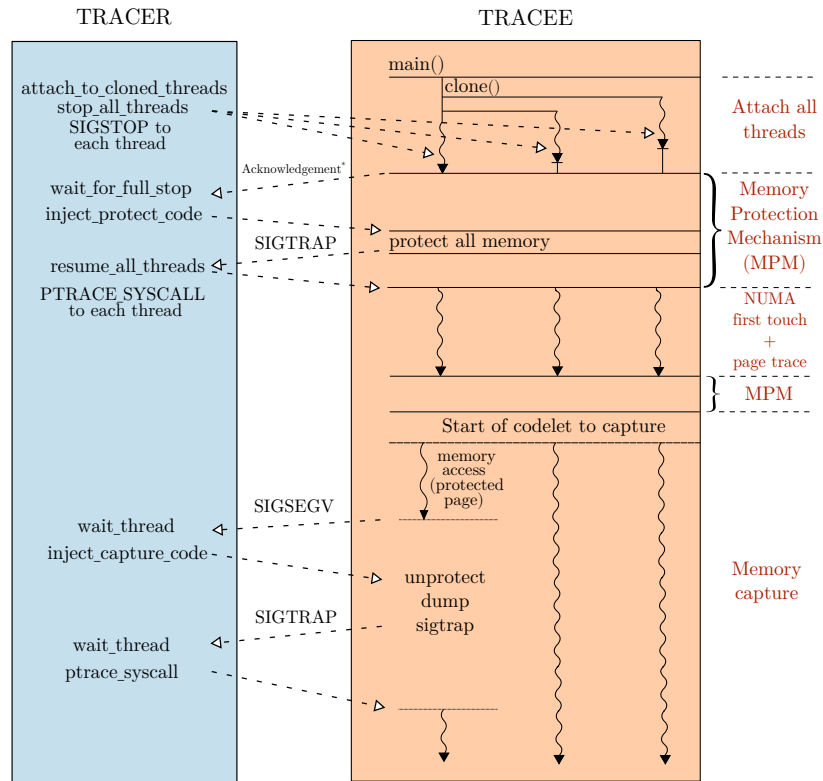 TRACER
TRACEE
main()
attach_to_cloned_threads
clone()
stop_all_threads
SIGSTOP to
each thread
Attach all
threads
Acknowledgement*
wait_for_full_stop
inject_protect_code
Memory
Protection
Mechanism
(MPM)
SIGTRAP
protect all memory
resume_all_threads
PTRACE_SYSCALL
to each thread
NUMA
first touch
+
page trace
MPM
Start of codelet to capture
memory
access
(protected
page)
SIGSEGV
wait_thread
inject_capture_code
unprotect
dump
sigtrap
Memory
capture
SIGTRAP
wait_thread
ptrace_syscall